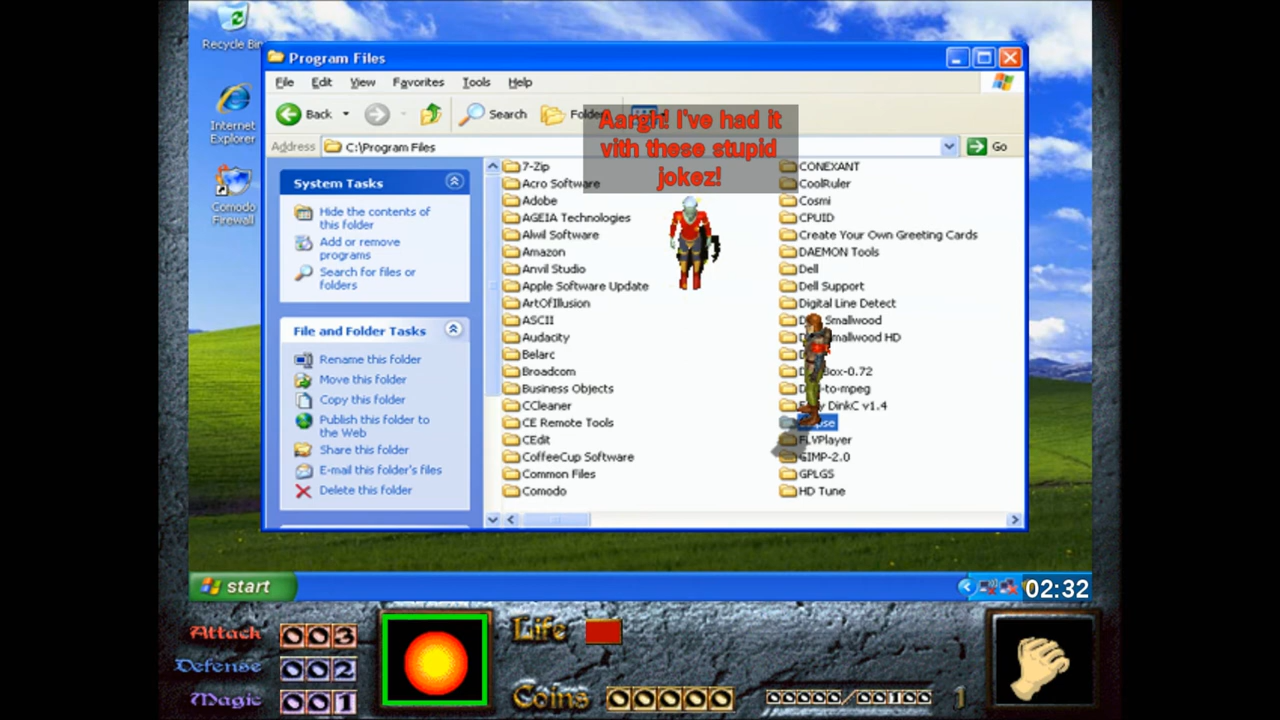 Recycle Bin
Program Files
File Edit View Favorites Tools Help
Back
Search
Address
C:\Program Files
Go
Internet
Explorer
Comodo
Firewall
Aargh! I've had it
vith these stupid
jokez!
System Tasks
Hide the contents of
this folder
Add or remove
programs
Search for files or
folders
File and Folder Tasks
Rename this folder
Move this folder
Copy this folder
Publish this folder to
the Web
Share this folder
E-mail this folder's files
Delete this folder
7-Zip
Acro Software
Adobe
AGEIA Technologies
Alwil Software
Amazon
Anvil Studio
Apple Software Update
ArtOfIllusion
ASCII
Audacity
Belarc
Broadcom
Business Objects
CCleaner
CE Remote Tools
CEdit
CoffeeCup Software
Common Files
Comodo
CONEXANT
CoolRuler
Cosmi
CPUID
Create Your Own Greeting Cards
DAEMON Tools
Dell
Dell Support
Digital Line Detect
Smallwood
Smallwood HD
DinkC v1.4
FLVPlayer
GIMP-2.0
GPLGS
HD Tune
start
02:32
Attack 003
Defense 002
Magic 001
Life
Coins 00000
00000/00100
1